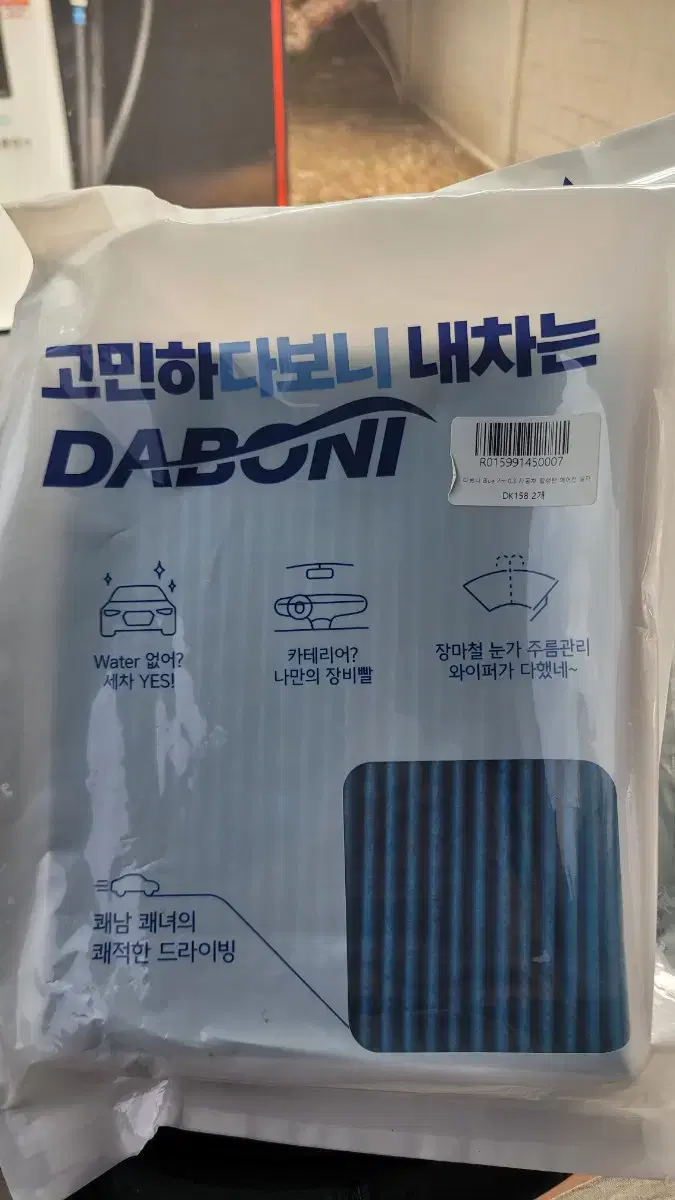 고민하다보니 내차는
DABONI
R015991450007
DK158 2개
Water 없어?
세차 YES!
카테리어?
나만의 장비빨
장마철 눈가 주름관리
와이퍼가 다했네~
쾌남 쾌녀의
쾌적한 드라이빙